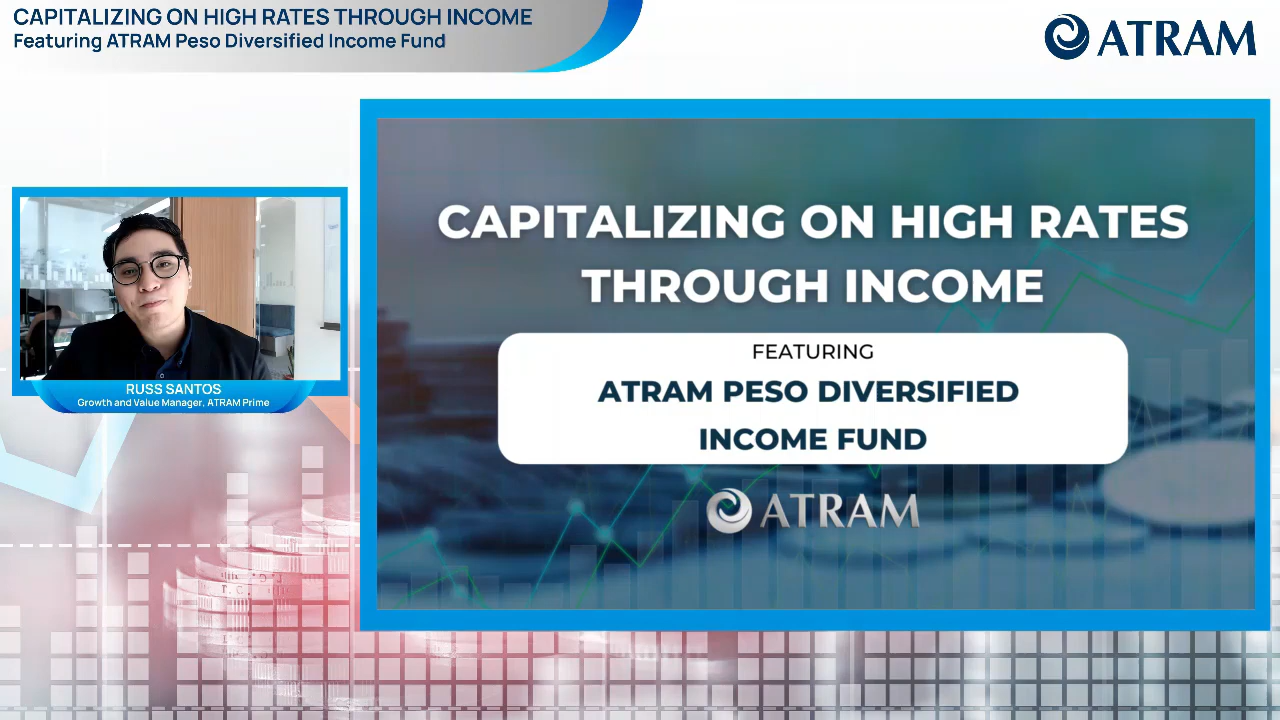 CAPITALIZING ON HIGH RATES THROUGH INCOME
Featuring ATRAM Peso Diversified Income Fund
ATRAM
CAPITALIZING ON HIGH RATES
THROUGH INCOME
FEATURING
ATRAM PESO DIVERSIFIED
INCOME FUND
ATRAM
RUSS SANTOS
Growth and Value Manager, ATRAM Prime